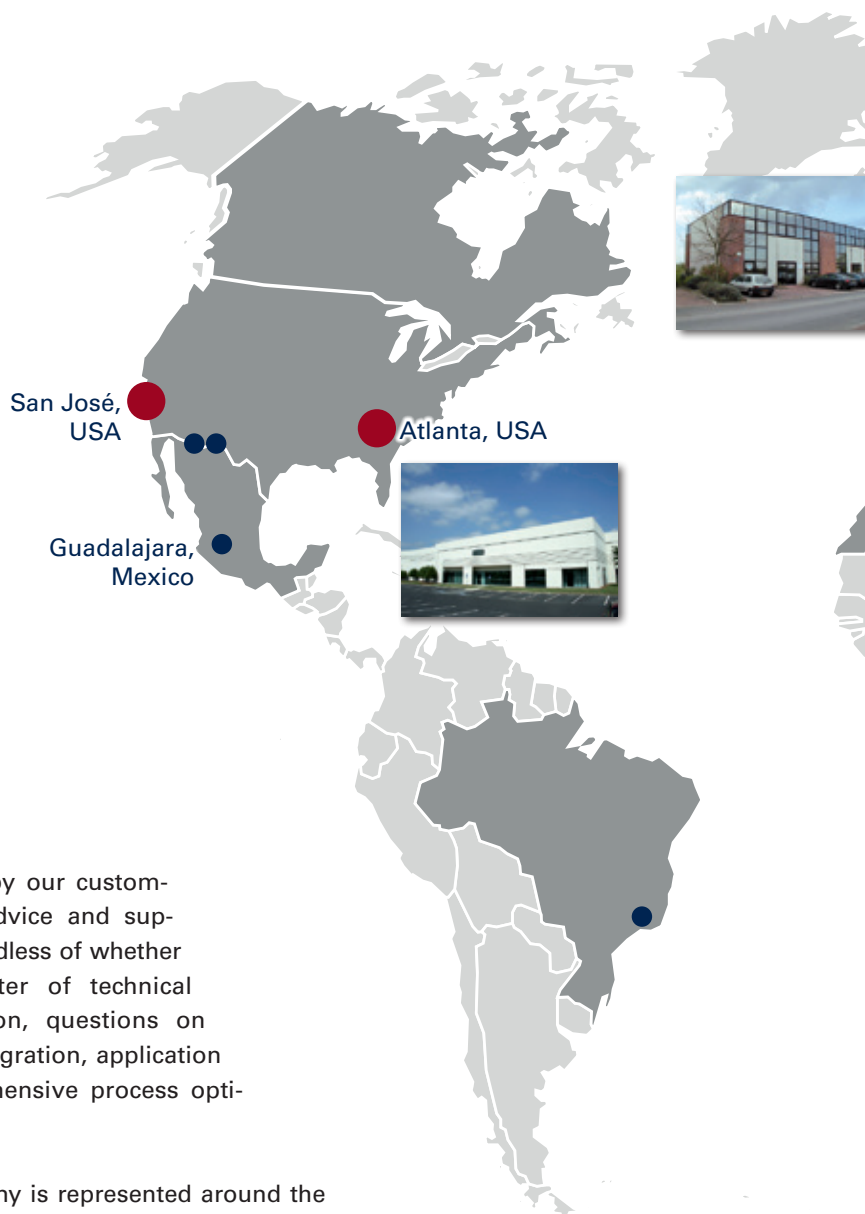 San José,
USA
Atlanta, USA
Guadalajara,
Mexico
by our custom-
dvice and sup-
dless of whether
ter of technical
on, questions on
gration, application
hensive process opti-
ny is represented around the